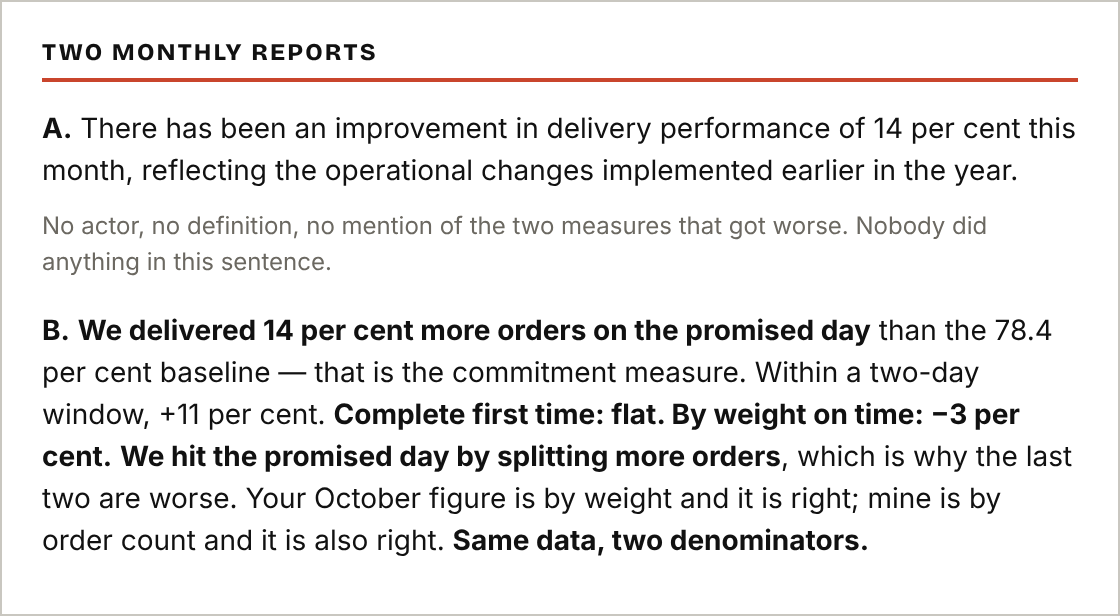 TWO MONTHLY REPORTS
A. There has been an improvement in delivery performance of 14 per cent this
month, reflecting the operational changes implemented earlier in the year.
No actor, no definition, no mention of the two measures that got worse. Nobody did
anything in this sentence.
B. We delivered 14 per cent more orders on the promised day than the 78.4
per cent baseline — that is the commitment measure. Within a two-day
window, +11 per cent. Complete first time: flat. By weight on time: −3 per
cent. We hit the promised day by splitting more orders, which is why the last
two are worse. Your October figure is by weight and it is right; mine is by
order count and it is also right. Same data, two denominators.